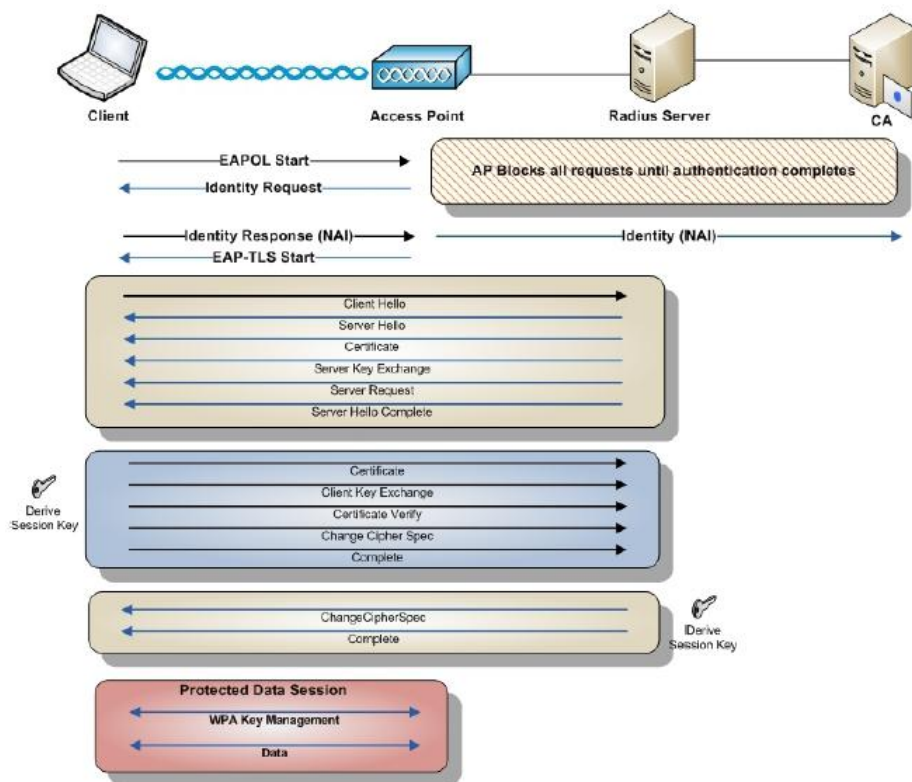 Client
Access Point
Radius Server
CA
EAPOL Start
AP Blocks all requests until authentication completes
Identity Request
Identity Response (NAI)
Identity (INAI)
EAP-TLS Start
Client Hello
Server Hello
Certificate
Server Key Exchange
Server Request
Server Hello Complete
Certificate
Client Key Exchange
Derive
Session Key
Certificate Verify
Change Cipher Spec
Complete
ChangeCipherSpec
Complete
IDerive
Session Key
Protected Data Session
WPA Key Management
Data